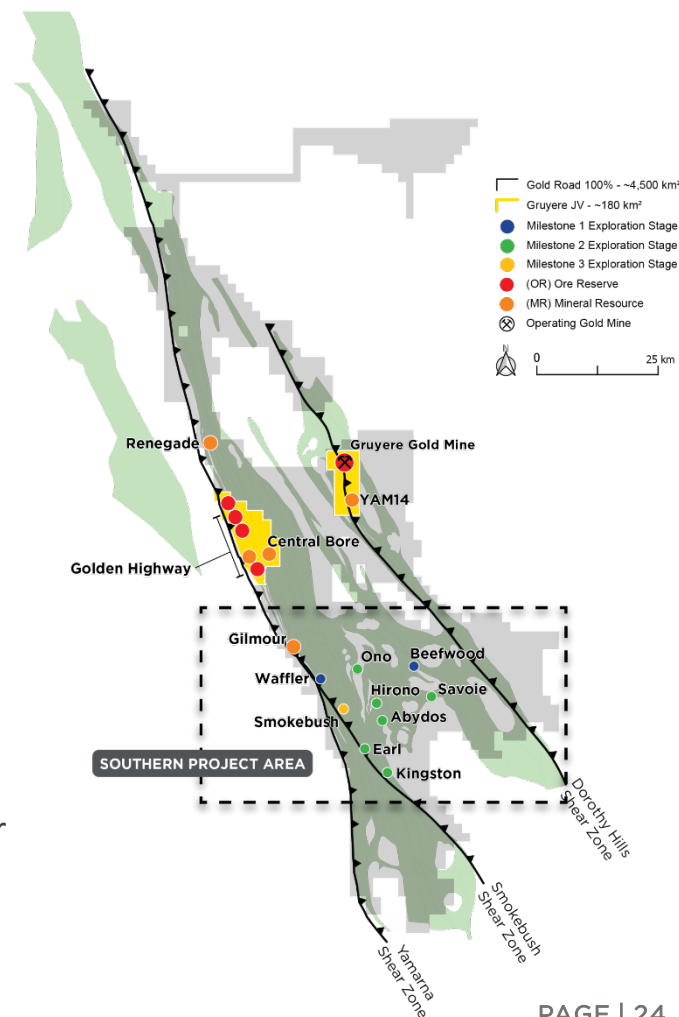 Gold Road 100% - ~4,500 km²
Gruyere JV - ~180 km²
Milestone 1 Exploration Stage
Milestone 2 Exploration Stage
Milestone 3 Exploration Stage
(OR) Ore Reserve
(MR) Mineral Resource
Operating Gold Mine
N
0 25 km
Renegade
Gruyere Gold Mine
YAM14
Central Bore
Golden Highway
Gilmour
Ono
Beefwood
Waffler
Hirono
Savoie
Smokebush
Abydos
Earl
SOUTHERN PROJECT AREA
Kingston
Dorothy Hills
Shear Zone
Smokebush
Shear Zone
Yamarna
Shear Zone
PAGE | 24